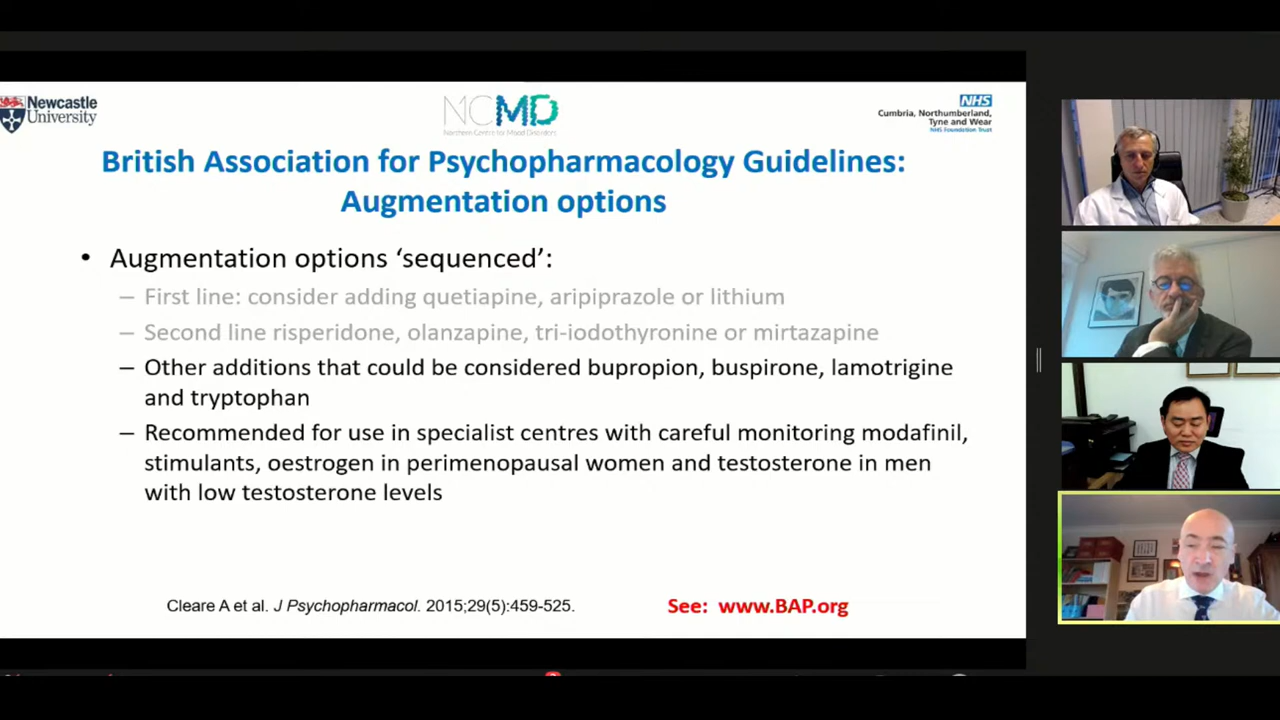 Newcastle
University
NCMD
Northern Centre for Mood Disorders
NHS
Cumbria, Northumberland,
Tyne and Wear
NHS Foundation Trust
British Association for Psychopharmacology Guidelines:
Augmentation options
• Augmentation options ‘sequenced’:
– First line: consider adding quetiapine, aripiprazole or lithium
– Second line risperidone, olanzapine, tri-iodothyronine or mirtazapine
– Other additions that could be considered bupropion, buspirone, lamotrigine
and tryptophan
– Recommended for use in specialist centres with careful monitoring modafinil,
stimulants, oestrogen in perimenopausal women and testosterone in men
with low testosterone levels
Cleare A et al. J Psychopharmacol. 2015;29(5):459-525.
See: www.BAP.org